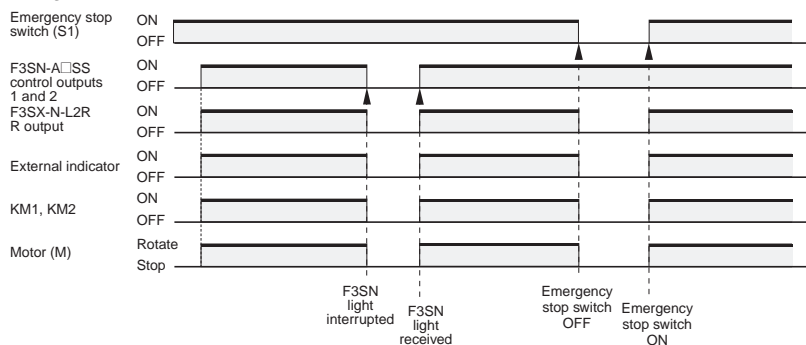 Emergency stop
switch (S1)
ON
OFF
F3SN-A□SS
control outputs
1 and 2
ON
OFF
F3SX-N-L2R
R output
ON
OFF
External indicator
ON
OFF
KM1, KM2
ON
OFF
Motor (M)
Rotate
Stop
F3SN
light
interrupted
F3SN
light
received
Emergency
stop switch
OFF
Emergency
stop switch
ON